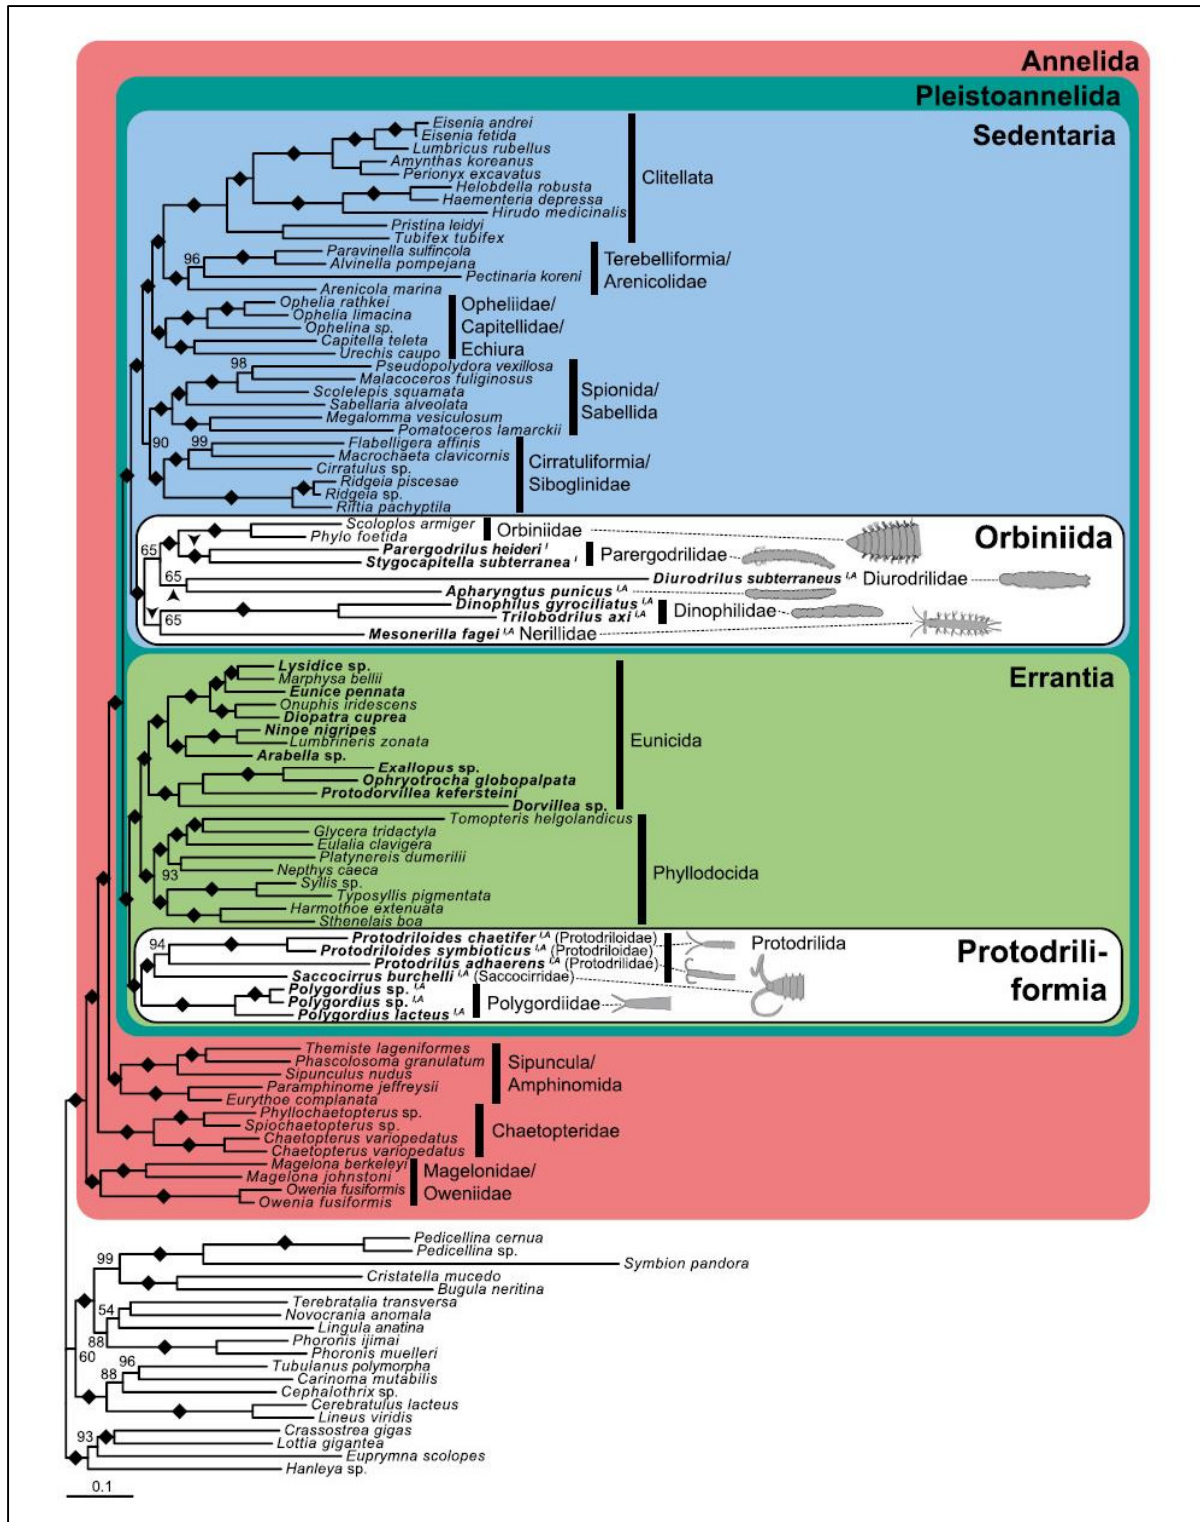 Annelida
Pleistoannelida
Sedentaria
Eisenia andrei
Eisenia fetida
Lumbricus rubellus
Amynthas koreanus
Perionyx excavatus
Clitellata
Helobdella robusta
Haementeria depressa
Hirudo medicinalis
Pristina leidyi
Tubifex tubifex
Paravinella sulfincola
96
Alvinella pompejana
Pectinaria koreni
Arenicola marina
Terebelliformia/
Arenicolidae
Ophelia rathkei
Ophelia limacina
Ophelina sp.
Capitella teleta
Urechis caupo
Opheliidae/
Capitellidae/
Echiura
98
Pseudopolydora vexillosa
Malacoceros fuliginosus
Scolelepis squamata
Sabellaria alveolata
Megalomma vesiculosum
Pomatoceros lamarckii
Spionida/
Sabellida
90
99
Flabelligera affinis
Macrochaeta clavicornis
Cirratulus sp.
Ridgeia piscesae
Ridgeia sp.
Riftia pachyptila
Cirratuliformia/
Siboglinidae
Orbiniida
Scoloplos armiger
Phylo foetida
Orbiniidae
65
Parergodrilus heideri I
Stygocapitella subterranea I
Parergodrilidae
65
Diurodrilus subterraneus I,A Diurodrilidae
Apharyngtus punicus I,A
Dinophilus gyrociliatus I,A
Trilobodrilus axi I,A
Dinophilidae
65
Mesonerilla fagei I,A Nerillidae
Errantia
Lysidice sp.
Marphysa bellii
Eunice pennata
Onuphis iridescens
Diopatra cuprea
Ninoe nigripes
Lumbrineris zonata
Arabella sp.
Eunicida
Exallopus sp.
Ophryotrocha globopalpata
Protodorvillea kefersteini
Dorvillea sp.
Tomopteris helgolandicus
Glycera tridactyla
Eulalia clavigera
Platynereis dumerilii
93
Nepthys caeca
Phyllodocida
Syllis sp.
Typosyllis pigmentata
Harmothoe extenuata
Sthenelais boa
Protodrili-
formia
94
Protodriloides chaetifer I,A (Protodriloidae)
Protodriloides symbioticus I,A (Protodriloidae)
Protodrilus adhaerens I,A (Protodrilidae)
Saccocirrus burchelli I,A (Saccocirridae)
Protodrilida
Polygordius sp. I,A
Polygordius sp. I,A
Polygordius lacteus I,A
Polygordiidae
Themiste lageniformes
Phascolosoma granulatum
Sipunculus nudus
Paramphinome jeffreysii
Eurythoe complanata
Sipuncula/
Amphinomida
Phyllochaetopterus sp.
Spiochaetopterus sp.
Chaetopterus variopedatus
Chaetopterus variopedatus
Chaetopteridae
Magelona berkeleyi
Magelona johnstoni
Owenia fusiformis
Owenia fusiformis
Magelonidae/
Oweniidae
Pedicellina cernua
Pedicellina sp.
99
Symbion pandora
Cristatella mucedo
Bugula neritina
Terebratalia transversa
54
Novocrania anomala
Lingula anatina
88
Phoronis ijimai
Phoronis muelleri
60
96
Tubulanus polymorpha
88
Carinoma mutabilis
Cephalothrix sp.
Cerebratulus lacteus
Lineus viridis
93
Crassostrea gigas
Lottia gigantea
Euprymna scolopes
Hanleya sp.
0.1